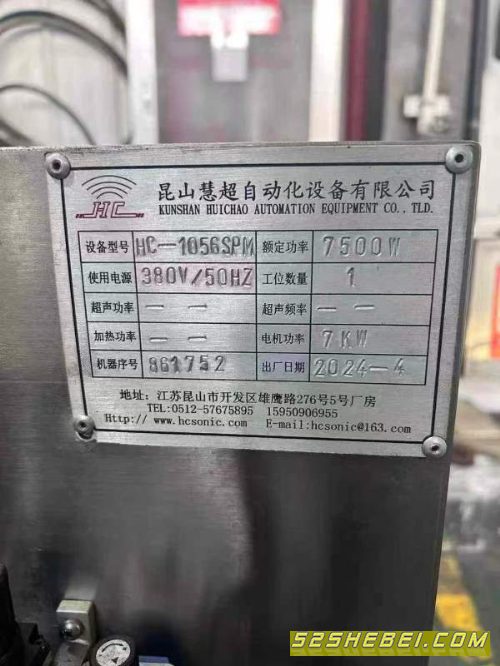 HC
昆山慧超自动化设备有限公司
KUNSHAN HUICHAO AUTOMATION EQUIPMENT CO., TLD.
设备型号 HC-1056SPM 额定功率 7500W
使用电源 380V/50HZ 工位数量 1
超声功率 — — 超声频率 — —
加热功率 — — 电机功率 7KW
机器序号 861752 出厂日期 2024-4
地址: 江苏昆山市开发区雄鹰路276号5号厂房
TEL:0512-57675895 15950906955
Http://www.hcsonic.com E-mail:hcsonic@163.com
52SHEBEI.COM